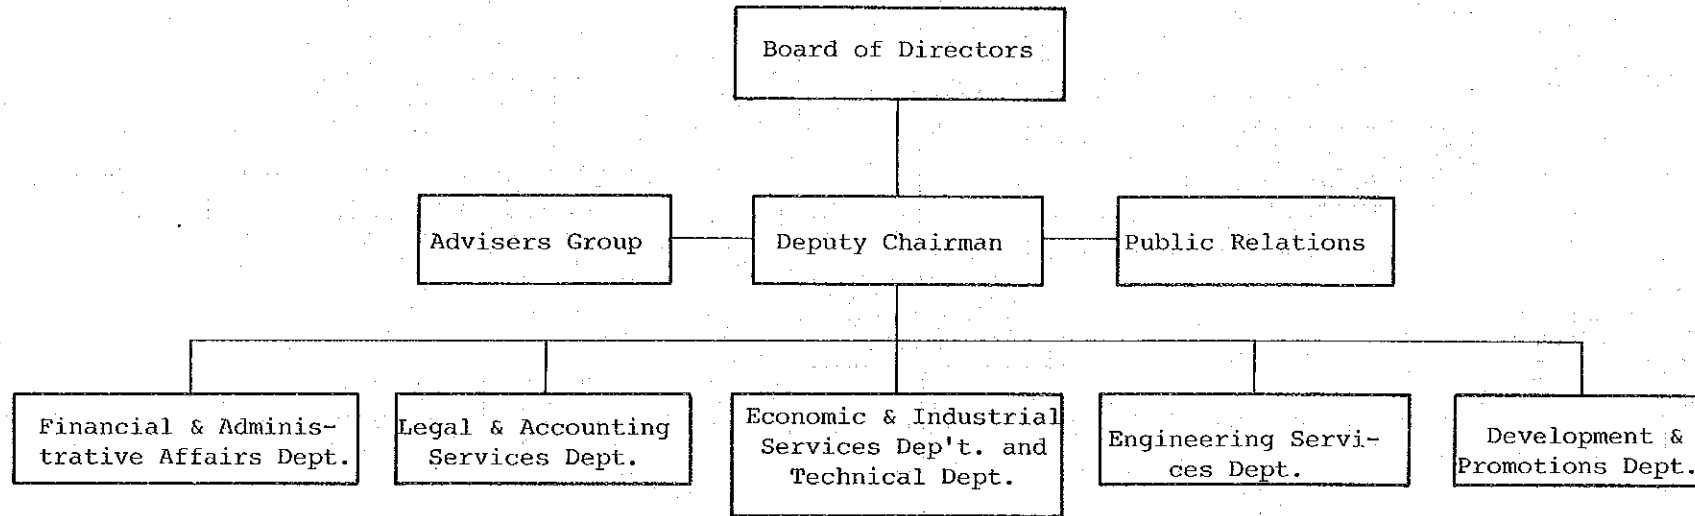 Board of Directors
Advisers Group
Deputy Chairman
Public Relations
Financial & Adminis-
trative Affairs Dept.
Legal & Accounting
Services Dept.
Economic & Industrial
Services Dep't. and
Technical Dept.
Engineering Servi-
ces Dept.
Development &
Promotions Dept.